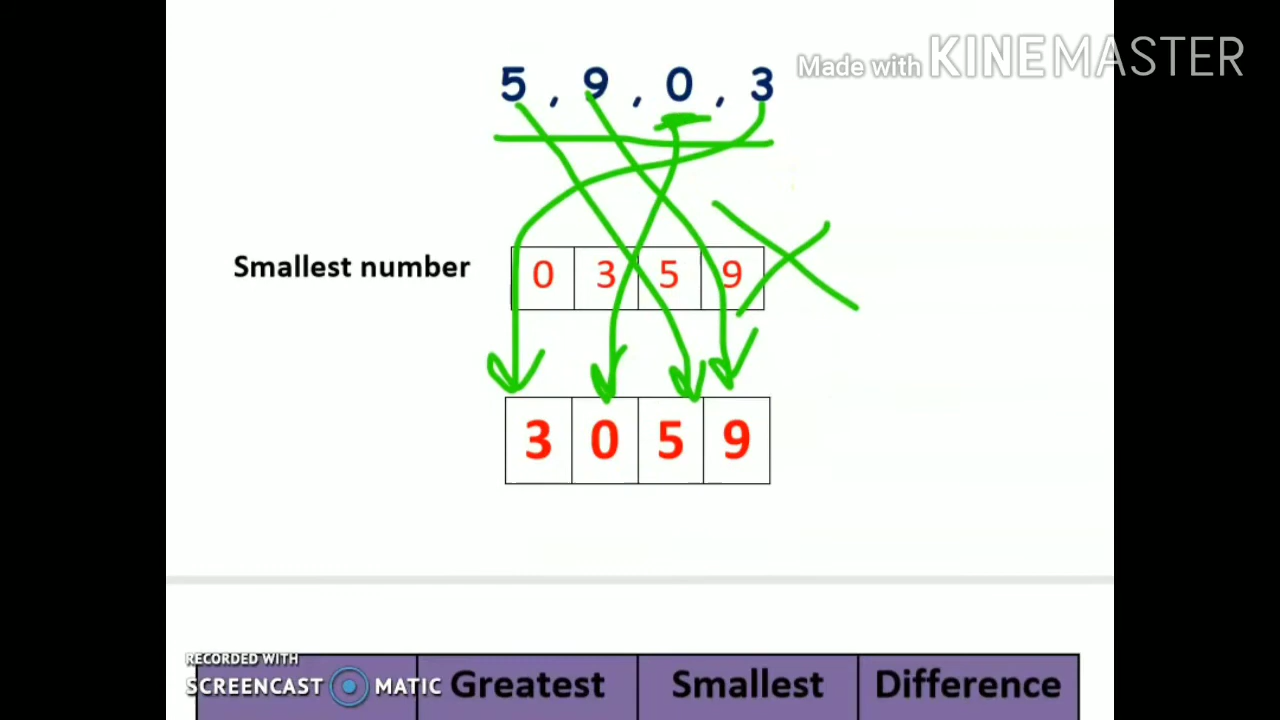 Made with KINEMASTER
5 , 9 , 0 , 3
Smallest number 0 3 5 9
3 0 5 9
RECORDED WITH
SCREENCAST MATIC
Greatest Smallest Difference